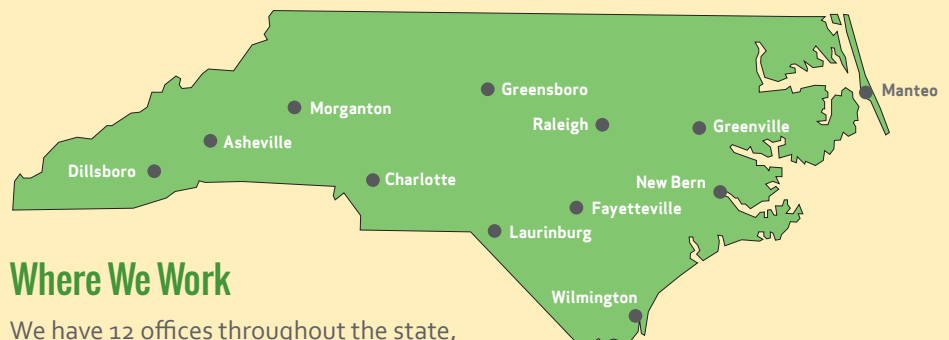 Greensboro
Manteo
Morganton
Raleigh
Greenville
Asheville
Dillsboro
Charlotte
New Bern
Fayetteville
Laurinburg
Where We Work
Wilmington
We have 12 offices throughout the state,